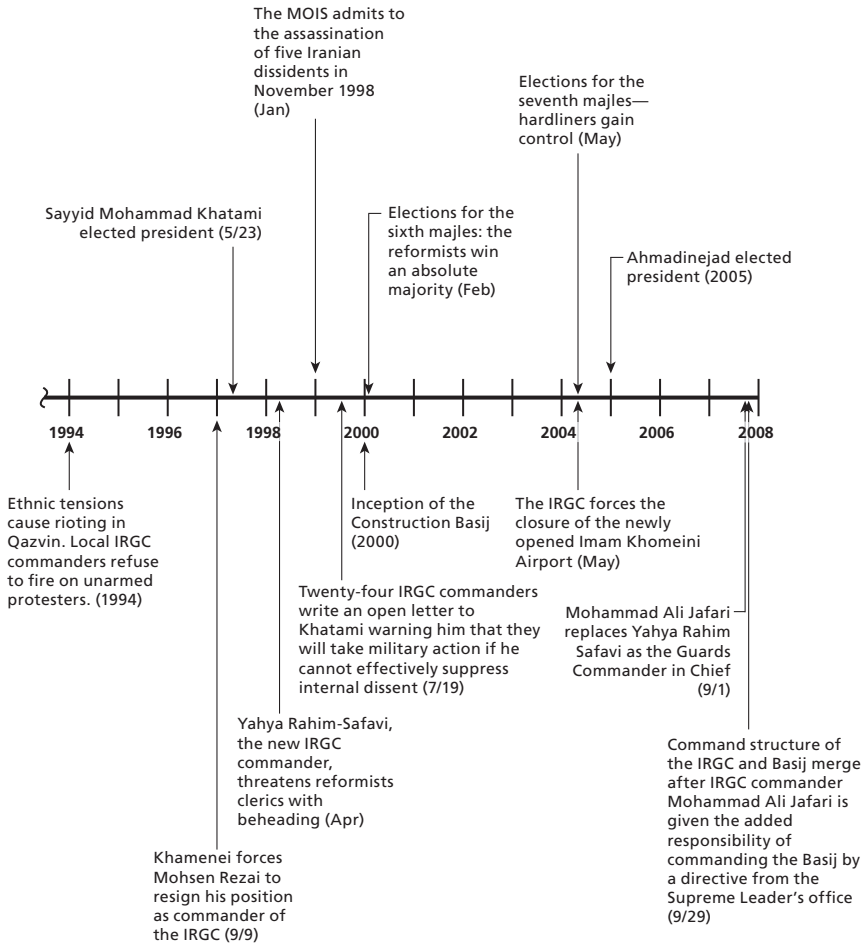 The MOIS admits to
the assassination
of five Iranian
dissidents in
November 1998
(Jan)
Elections for the
seventh majles—
hardliners gain
control (May)
Sayyid Mohammad Khatami
elected president (5/23)
Elections for the
sixth majles: the
reformists win
an absolute
majority (Feb)
Ahmadinejad elected
president (2005)
1994 1996 1998 2000 2002 2004 2006 2008
Ethnic tensions
cause rioting in
Qazvin. Local IRGC
commanders refuse
to fire on unarmed
protesters. (1994)
Inception of the
Construction Basij
(2000)
The IRGC forces the
closure of the newly
opened Imam Khomeini
Airport (May)
Twenty-four IRGC commanders
write an open letter to
Khatami warning him that they
will take military action if he
cannot effectively suppress
internal dissent (7/19)
Mohammad Ali Jafari
replaces Yahya Rahim
Safavi as the Guards
Commander in Chief
(9/1)
Yahya Rahim-Safavi,
the new IRGC
commander,
threatens reformists
clerics with
beheading (Apr)
Command structure of
the IRGC and Basij merge
after IRGC commander
Mohammad Ali Jafari is
given the added
responsibility of
commanding the Basij by
a directive from the
Supreme Leader’s office
(9/29)
Khamenei forces
Mohsen Rezai to
resign his position
as commander of
the IRGC (9/9)